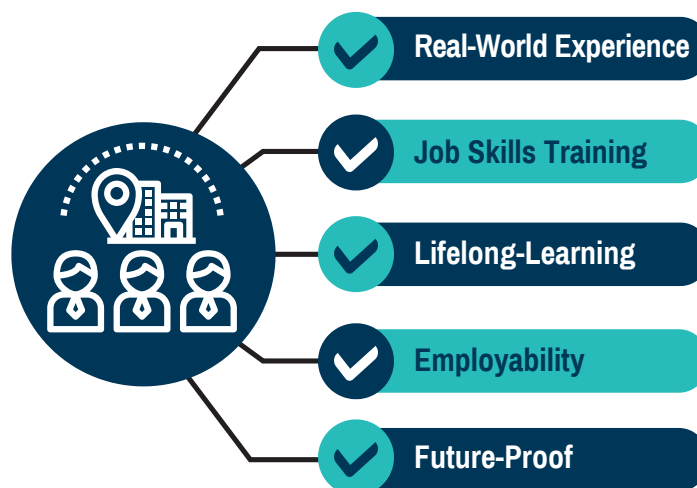 Real-World Experience
Job Skills Training
Lifelong-Learning
Employability
Future-Proof